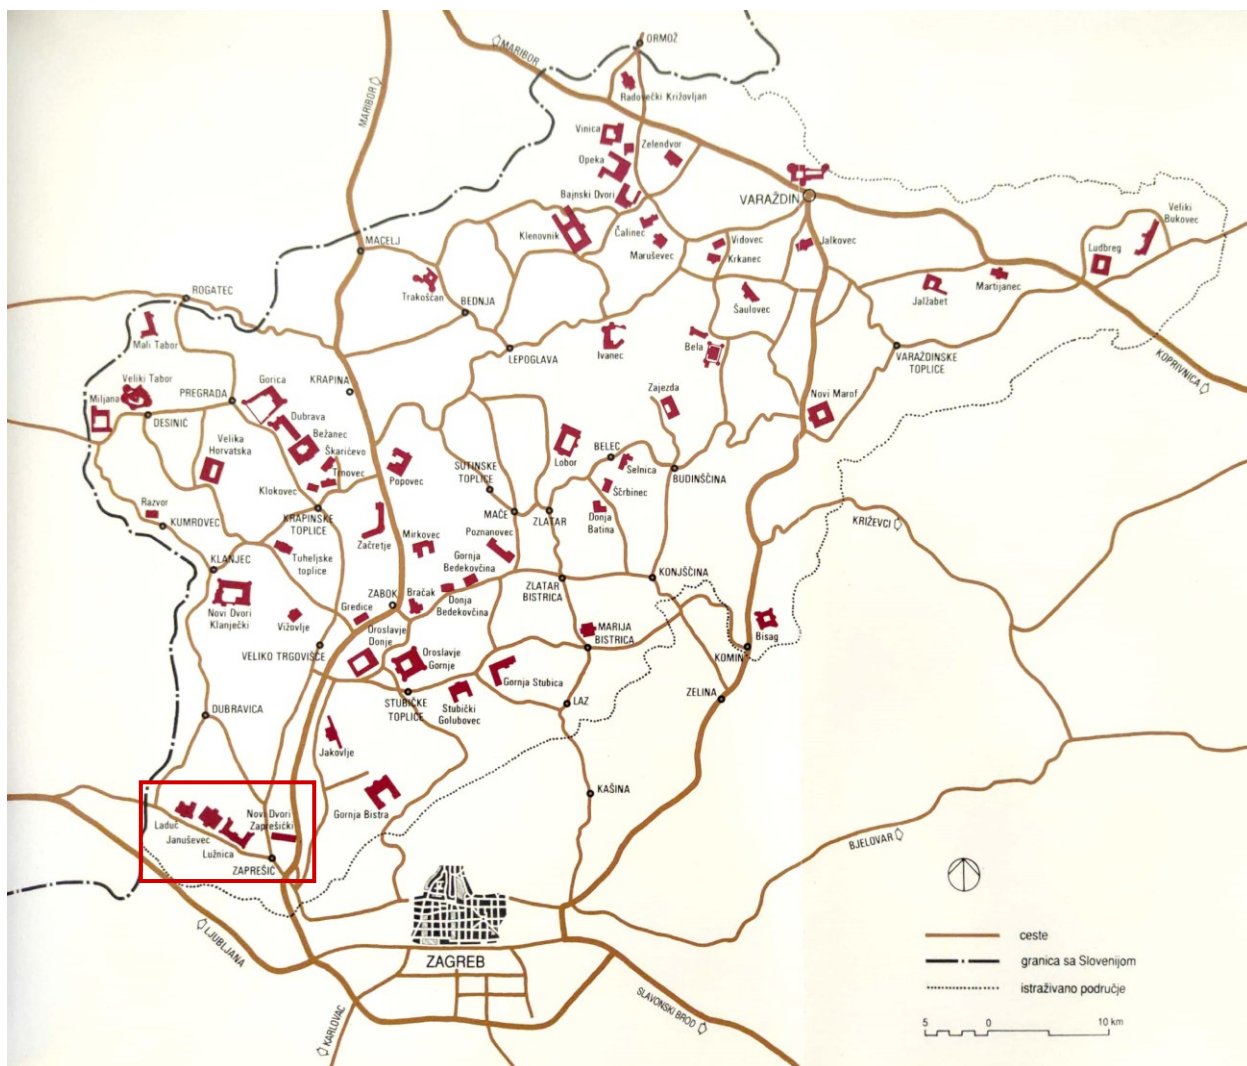 ORMOŽ
MARIBOR
MARIBOR
Radovečki Križovljan
Vinica
Zelendvor
Opeka
Bajnski Dvori
VARAŽDIN
Veliki
Bukovec
Klenovnik
Čalinec
Maruševec
Vidovec
Krkanec
Jalkovec
Ludbreg
MACELJ
Trakošćan
BEDNJA
Šaulovec
Jalžabet
Martijanec
ROGATEC
Mali Tabor
LEPOGLAVA
Ivanec
Bela
VARAŽDINSKE
TOPLICE
KOPRIVNICA
Veliki Tabor
Miljana
DESINIĆ
PREGRADA
Gorica
KRAPINA
Dubrava
Bežanec
Zajezda
Novi Marof
Velika
Horvatska
Škarićevo
Trnovec
Klokovec
Popovec
SUTINSKE
TOPLICE
Lobor
BELEC
Selnica
BUDINŠĆINA
Štrbinec
Razvor
KUMROVEC
KRAPINSKE
TOPLICE
Začretje
MAČE
ZLATAR
Donja
Batina
KRIŽEVCI
KLANJEC
Tuheljske
toplice
Mirkovec
Poznanovec
Gornja
Bedekovčina
Novi Dvori
Klanječki
Vižovlje
ZABOK
Gredice
Bračak
Donja
Bedekovčina
ZLATAR
BISTRICA
KONJŠĆINA
VELIKO TRGOVIŠĆE
Oroslavje
Donje
Oroslavje
Gornje
MARIJA
BISTRICA
Bisag
KOMIN
STUBIČKE
TOPLICE
Stubički
Golubovec
Gornja Stubica
LAZ
ZELINA
DUBRAVICA
Jakovlje
Gornja Bistra
KAŠINA
Laduč
Januševec
Lužnica
Novi Dvori
Zaprešićki
ZAPREŠIĆ
BJELOVAR
LJUBLJANA
ZAGREB
KARLOVAC
SLAVONSKI BROD
ceste
granica sa Slovenijom
istraživano područje
5 0 10 km